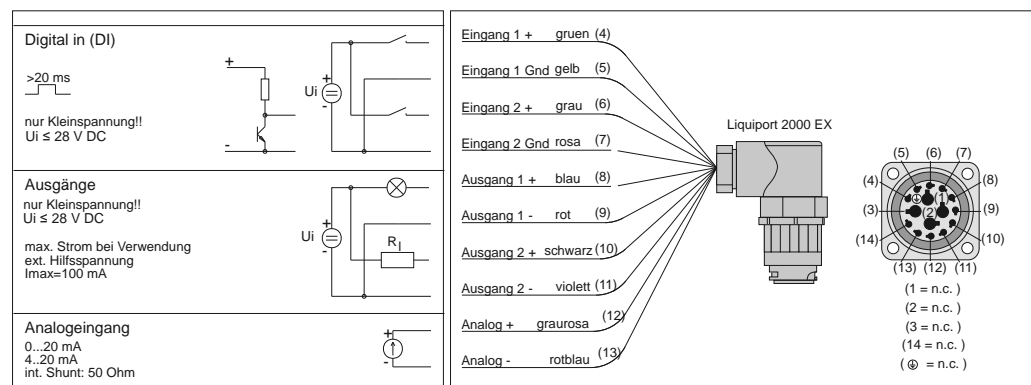 Digital in (DI)
>20 ms
nur Kleinspannung!!
Ui ≤ 28 V DC
+
-
Ui
+
-
Ausgänge
nur Kleinspannung!!
Ui ≤ 28 V DC
max. Strom bei Verwendung
ext. Hilfsspannung
Imax=100 mA
Ui
+
-
R
Analogeingang
0...20 mA
4..20 mA
int. Shunt: 50 Ohm
+
-
Eingang 1 + gruen (4)
Eingang 1 Gnd gelb (5)
Eingang 2 + grau (6)
Eingang 2 Gnd rosa (7)
Ausgang 1 + blau (8)
Ausgang 1 - rot (9)
Ausgang 2 + schwarz (10)
Ausgang 2 - violett (11)
Analog + graurosa (12)
Analog - rotblau (13)
Liquiport 2000 EX
(6)
(5) (7)
(4) (8)
(1)
(3) (2) (9)
(14) (10)
(13) (12) (11)
(1 = n.c. )
(2 = n.c. )
(3 = n.c. )
(14 = n.c. )
(⏚ = n.c. )